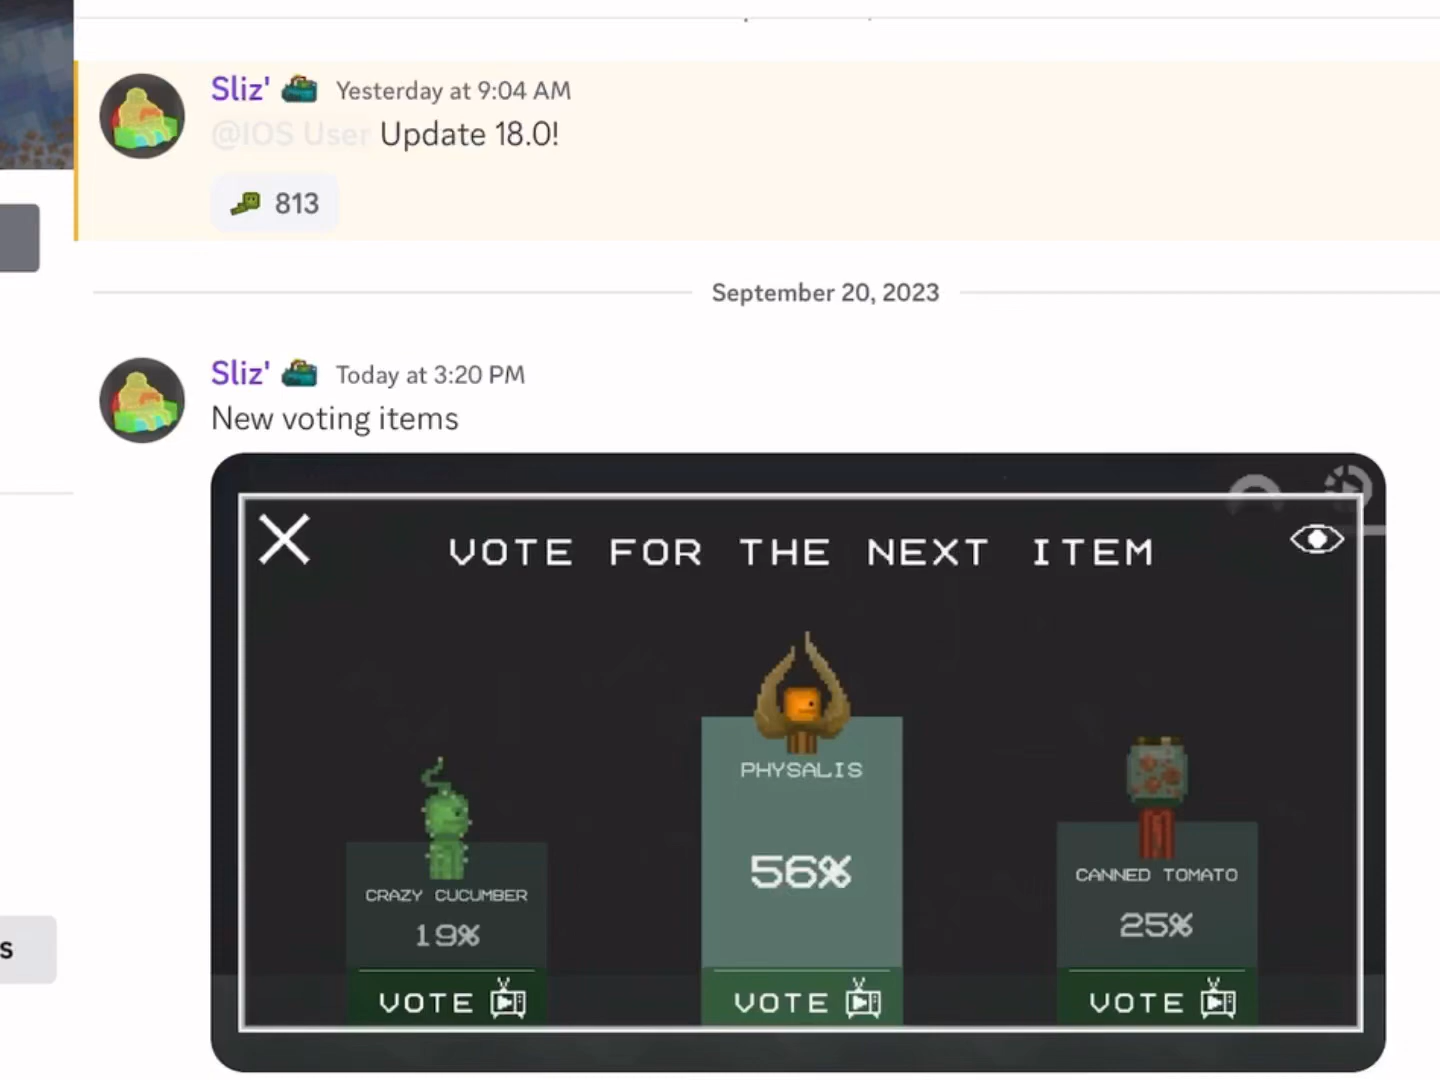 Sliz' Yesterday at 9:04 AM
@IOS User Update 18.0!
813
September 20, 2023
Sliz' Today at 3:20 PM
New voting items
VOTE FOR THE NEXT ITEM
PHYSALIS
56%
CRAZY CUCUMBER
19%
CANNED TOMATO
25%
VOTE
VOTE
VOTE
s